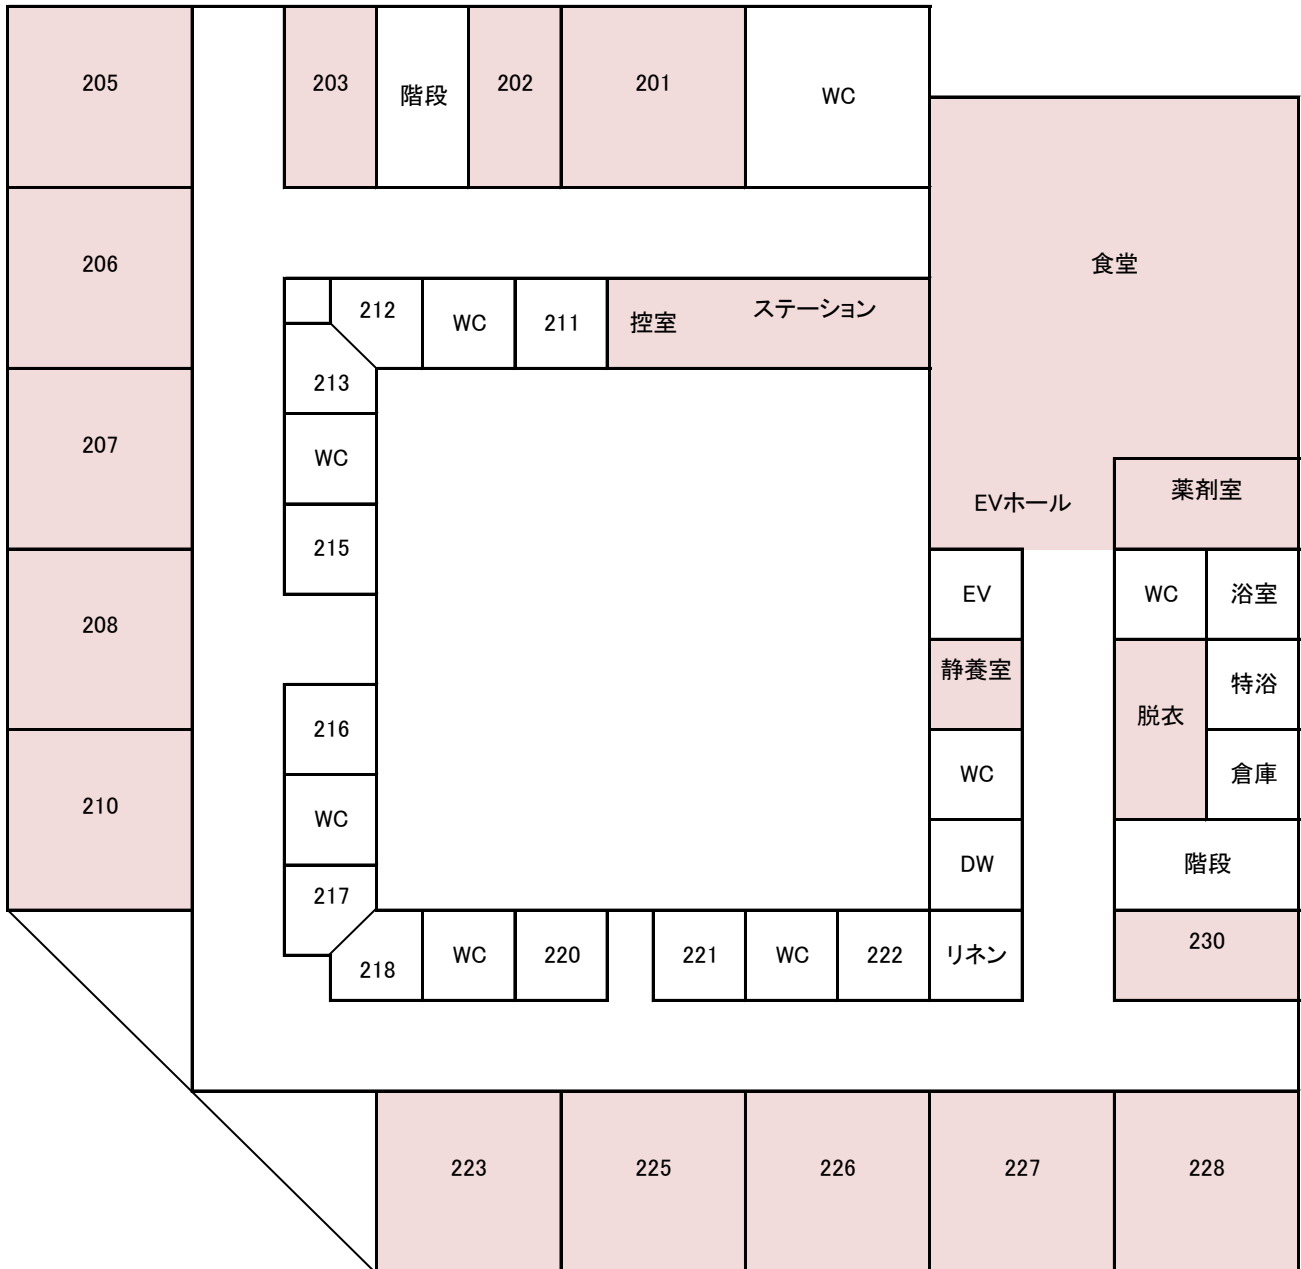 205
203
階段
202
201
WC
206
食堂
212
WC
211
控室
ステーション
213
207
WC
EVホール
薬剤室
215
EV
WC
浴室
208
静養室
脱衣
特浴
216
WC
倉庫
210
WC
DW
階段
217
218
WC
220
221
WC
222
リネン
230
223
225
226
227
228